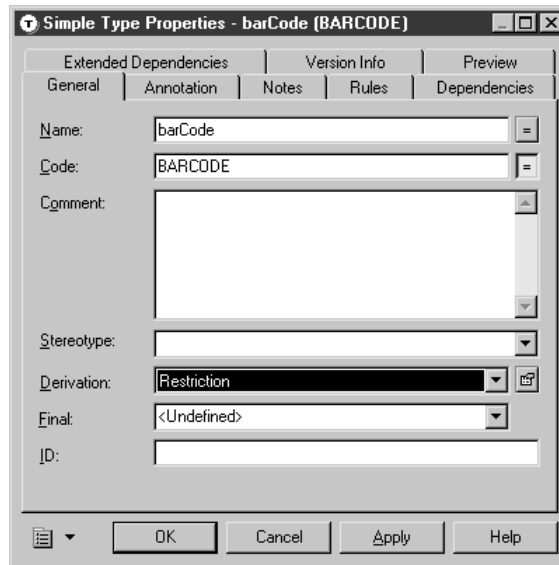 Simple Type Properties - barCode (BARCODE)
Extended Dependencies Version Info Preview
General Annotation Notes Rules Dependencies
Name: barCode =
Code: BARCODE =
Comment:
Stereotype:
Derivation: Restriction
Final: <Undefined>
ID:
OK Cancel Apply Help